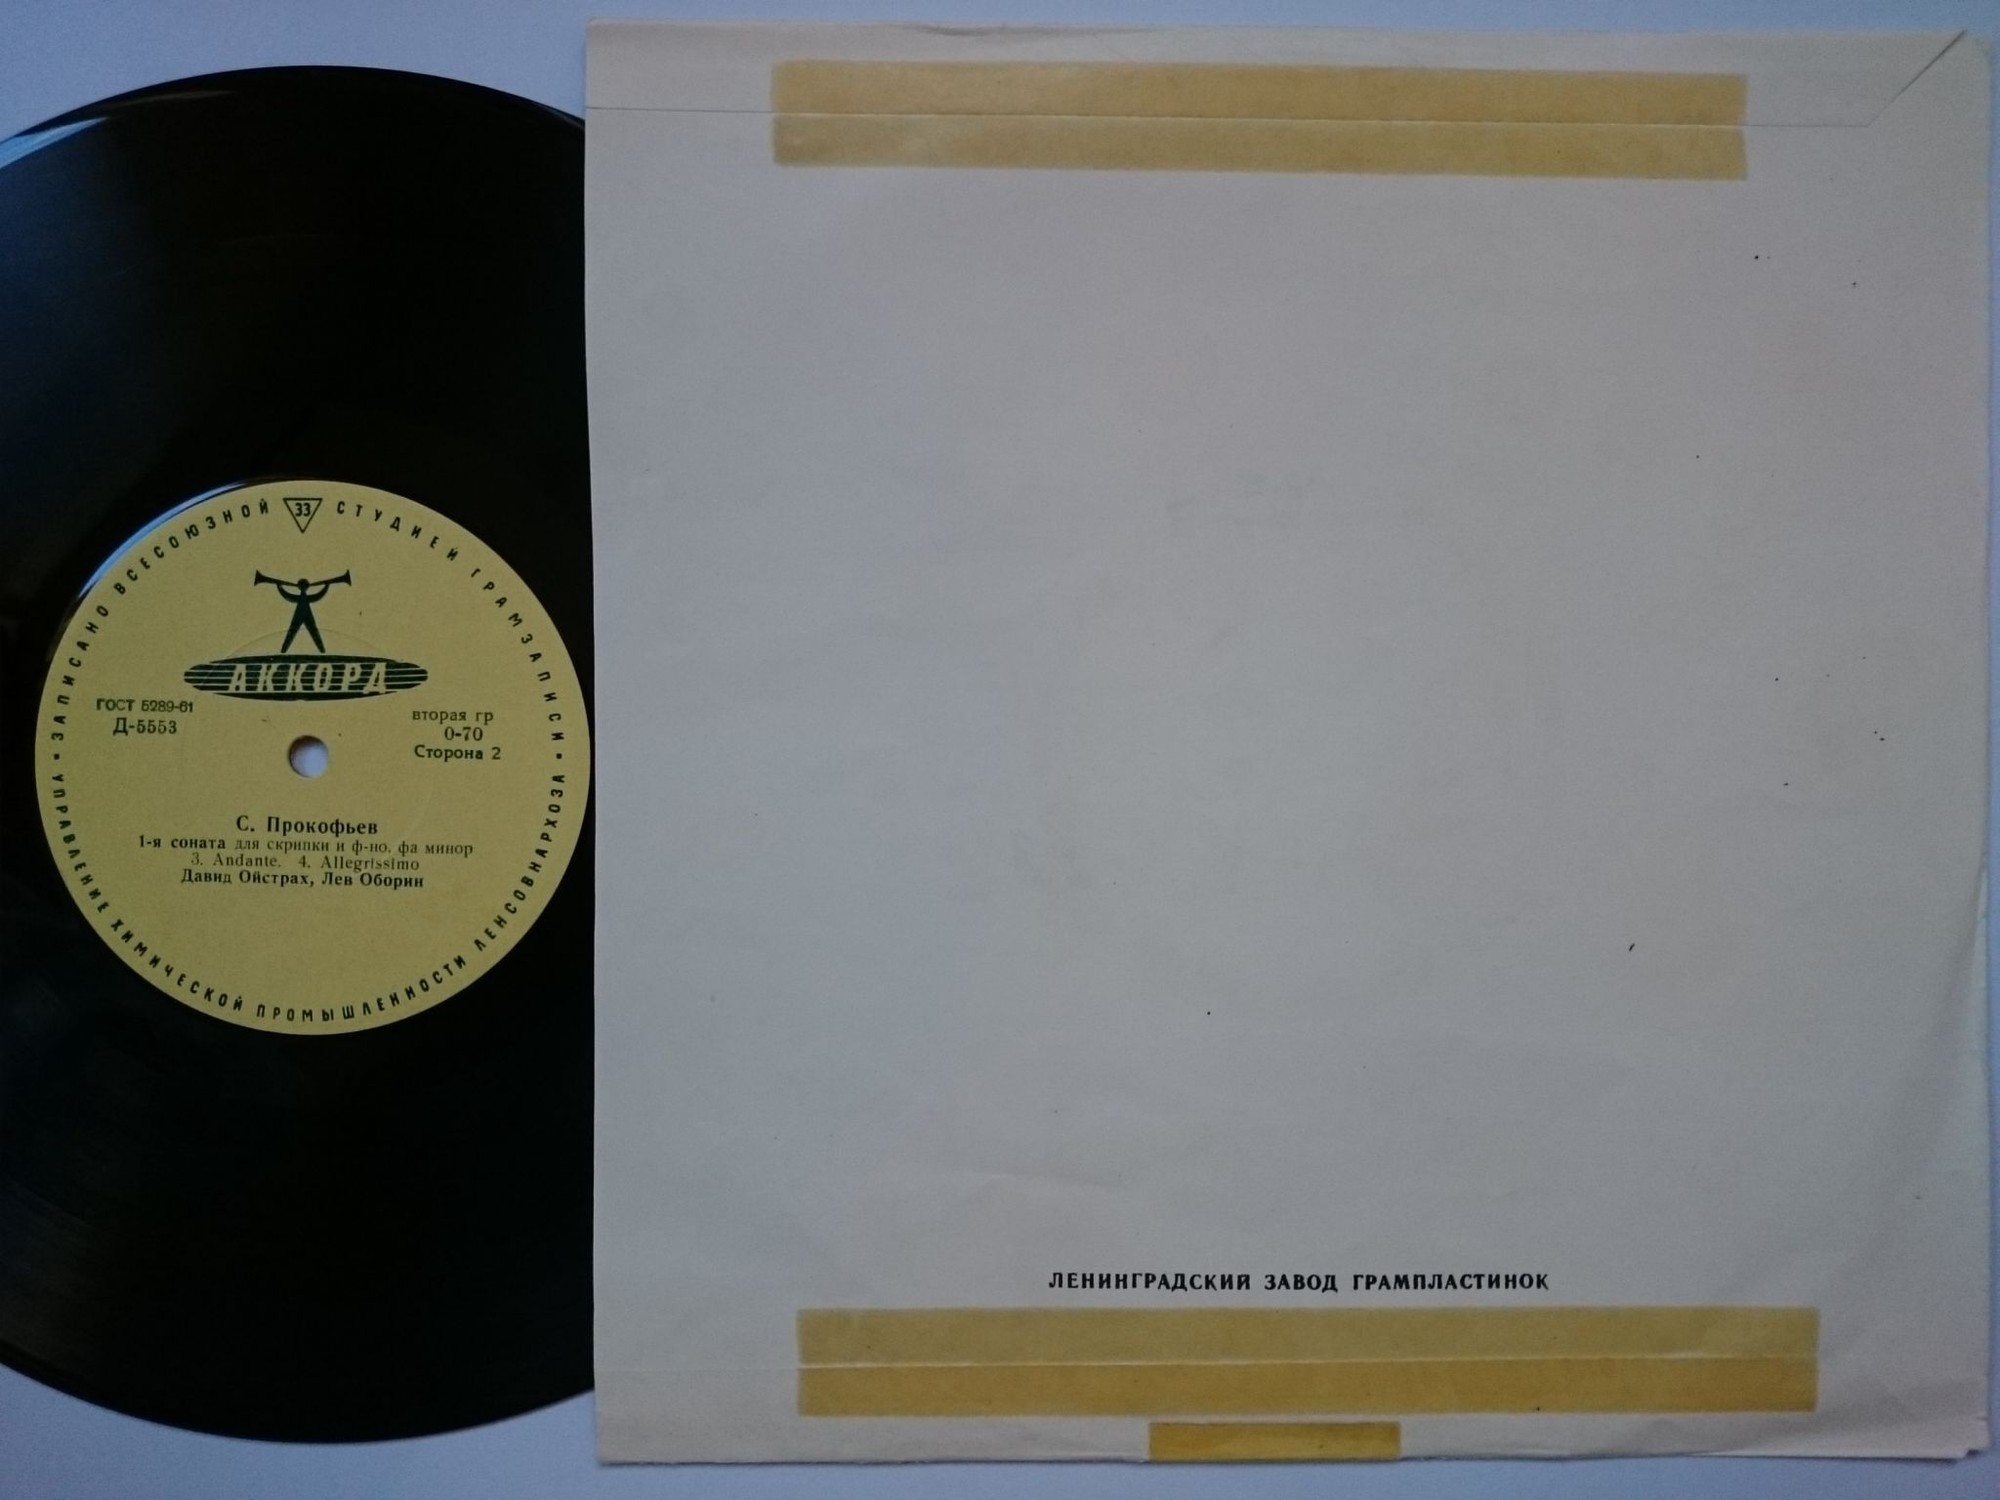 ЗАПИСАНО ВСЕСОЮЗНОЙ 33 СТУДИЕЙ ГРАМЗАПИСИ
АККОРД
ГОСТ 5289-61
Д-5553
вторая гр
0-70
Сторона 2
С. Прокофьев
1-я соната для скрипки и ф-но, фа минор
3. Andante. 4. Allegrissimo
Давид Ойстрах, Лев Оборин
УПРАВЛЕНИЕ ХИМИЧЕСКОЙ ПРОМЫШЛЕННОСТИ ЛЕНСОВНАРХОЗА
ЛЕНИНГРАДСКИЙ ЗАВОД ГРАМПЛАСТИНОК